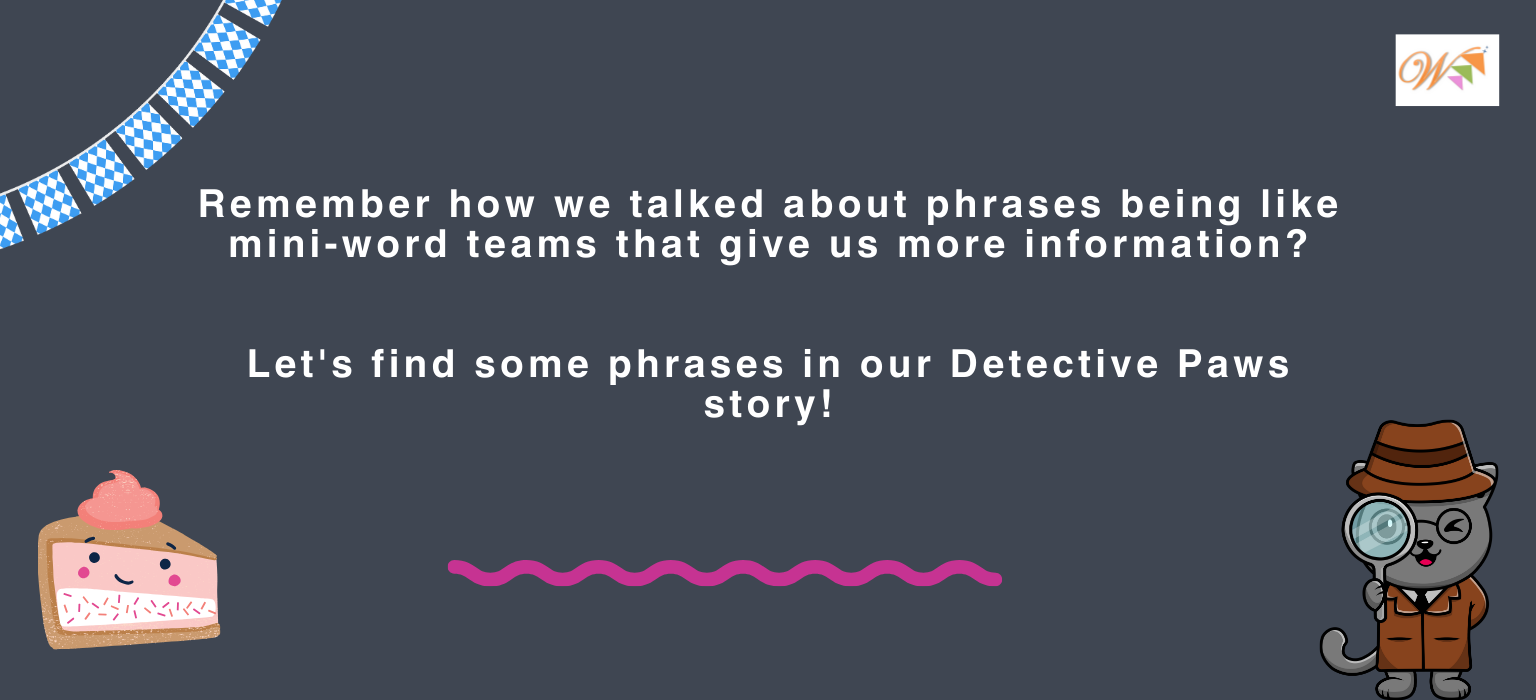 W
Remember how we talked about phrases being like
mini-word teams that give us more information?
Let's find some phrases in our Detective Paws
story!